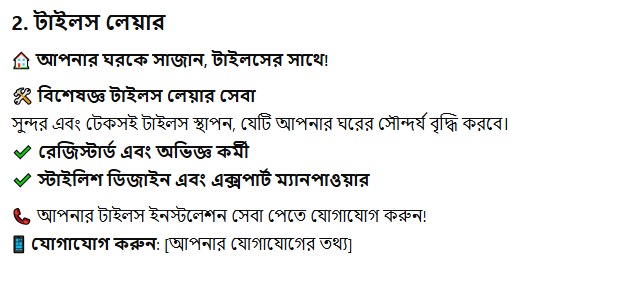 2. টাইলস লেয়ার
🏠 আপনার ঘরকে সাজান, টাইলসের সাথে!
🛠️ বিশেষজ্ঞ টাইলস লেয়ার সেবা
সুন্দর এবং টেকসই টাইলস স্থাপন, যেটি আপনার ঘরের সৌন্দর্য বৃদ্ধি করবে।
✔️ রেজিস্টার্ড এবং অভিজ্ঞ কর্মী
✔️ স্টাইলিশ ডিজাইন এবং এক্সপার্ট ম্যানপাওয়ার
📞 আপনার টাইলস ইনস্টলেশন সেবা পেতে যোগাযোগ করুন!
📱 যোগাযোগ করুন: [আপনার যোগাযোগের তথ্য]